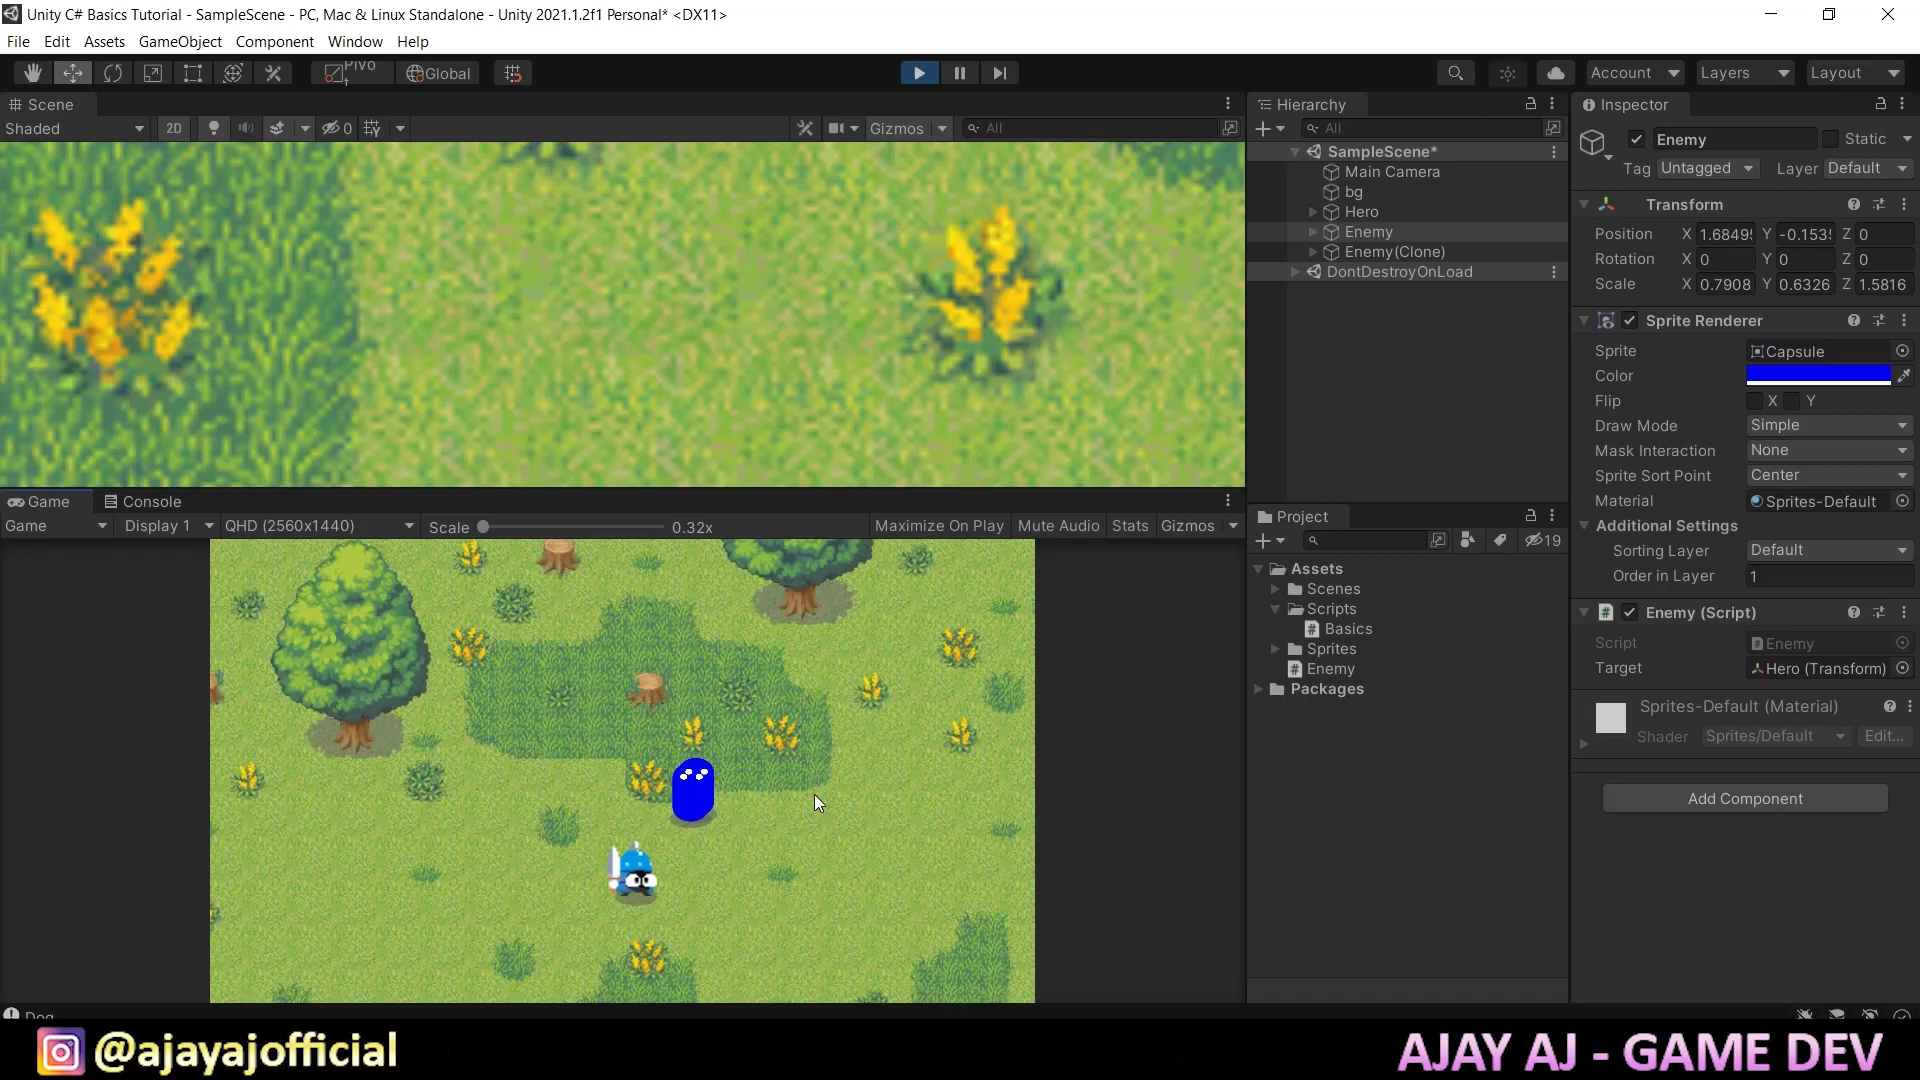 Unity C# Basics Tutorial - SampleScene - PC, Mac & Linux Standalone - Unity 2021.1.2f1 Personal* <DX11>
File Edit Assets GameObject Component Window Help
Pivot Global Account Layers Layout
Scene
Shaded 2D 0 Gizmos All
Hierarchy
All
SampleScene*
Main Camera
bg
Hero
Enemy
Enemy(Clone)
DontDestroyOnLoad
Game Console
Game Display 1 QHD (2560x1440) Scale 0.32x Maximize On Play Mute Audio Stats Gizmos
Project
19
Assets
Scenes
Scripts
Basics
Sprites
Enemy
Packages
Inspector
Enemy Static
Tag Untagged Layer Default
Transform
Position X 1.6849 Y -0.153 Z 0
Rotation X 0 Y 0 Z 0
Scale X 0.7908 Y 0.6326 Z 1.5816
Sprite Renderer
Sprite Capsule
Color
Flip X Y
Draw Mode Simple
Mask Interaction None
Sprite Sort Point Center
Material Sprites-Default
Additional Settings
Sorting Layer Default
Order in Layer 1
Enemy (Script)
Script Enemy
Target Hero (Transform)
Sprites-Default (Material)
Shader Sprites/Default Edit...
Add Component
Dog
@ajayajofficial
AJAY AJ - GAME DEV